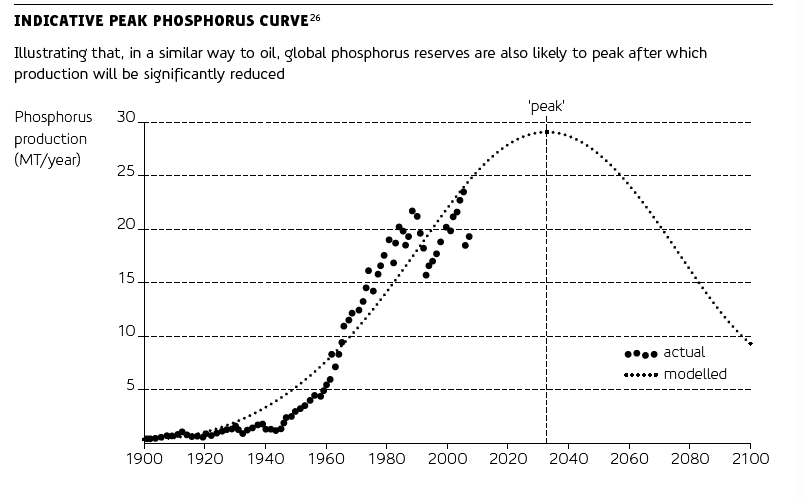 INDICATIVE PEAK PHOSPHORUS CURVE26
Illustrating that, in a similar way to oil, global phosphorus reserves are also likely to peak after which
production will be significantly reduced
'peak'
Phosphorus
production
(MT/year)
30
25
20
15
10
5
actual
modelled
1900 1920 1940 1960 1980 2000 2020 2040 2060 2080 2100